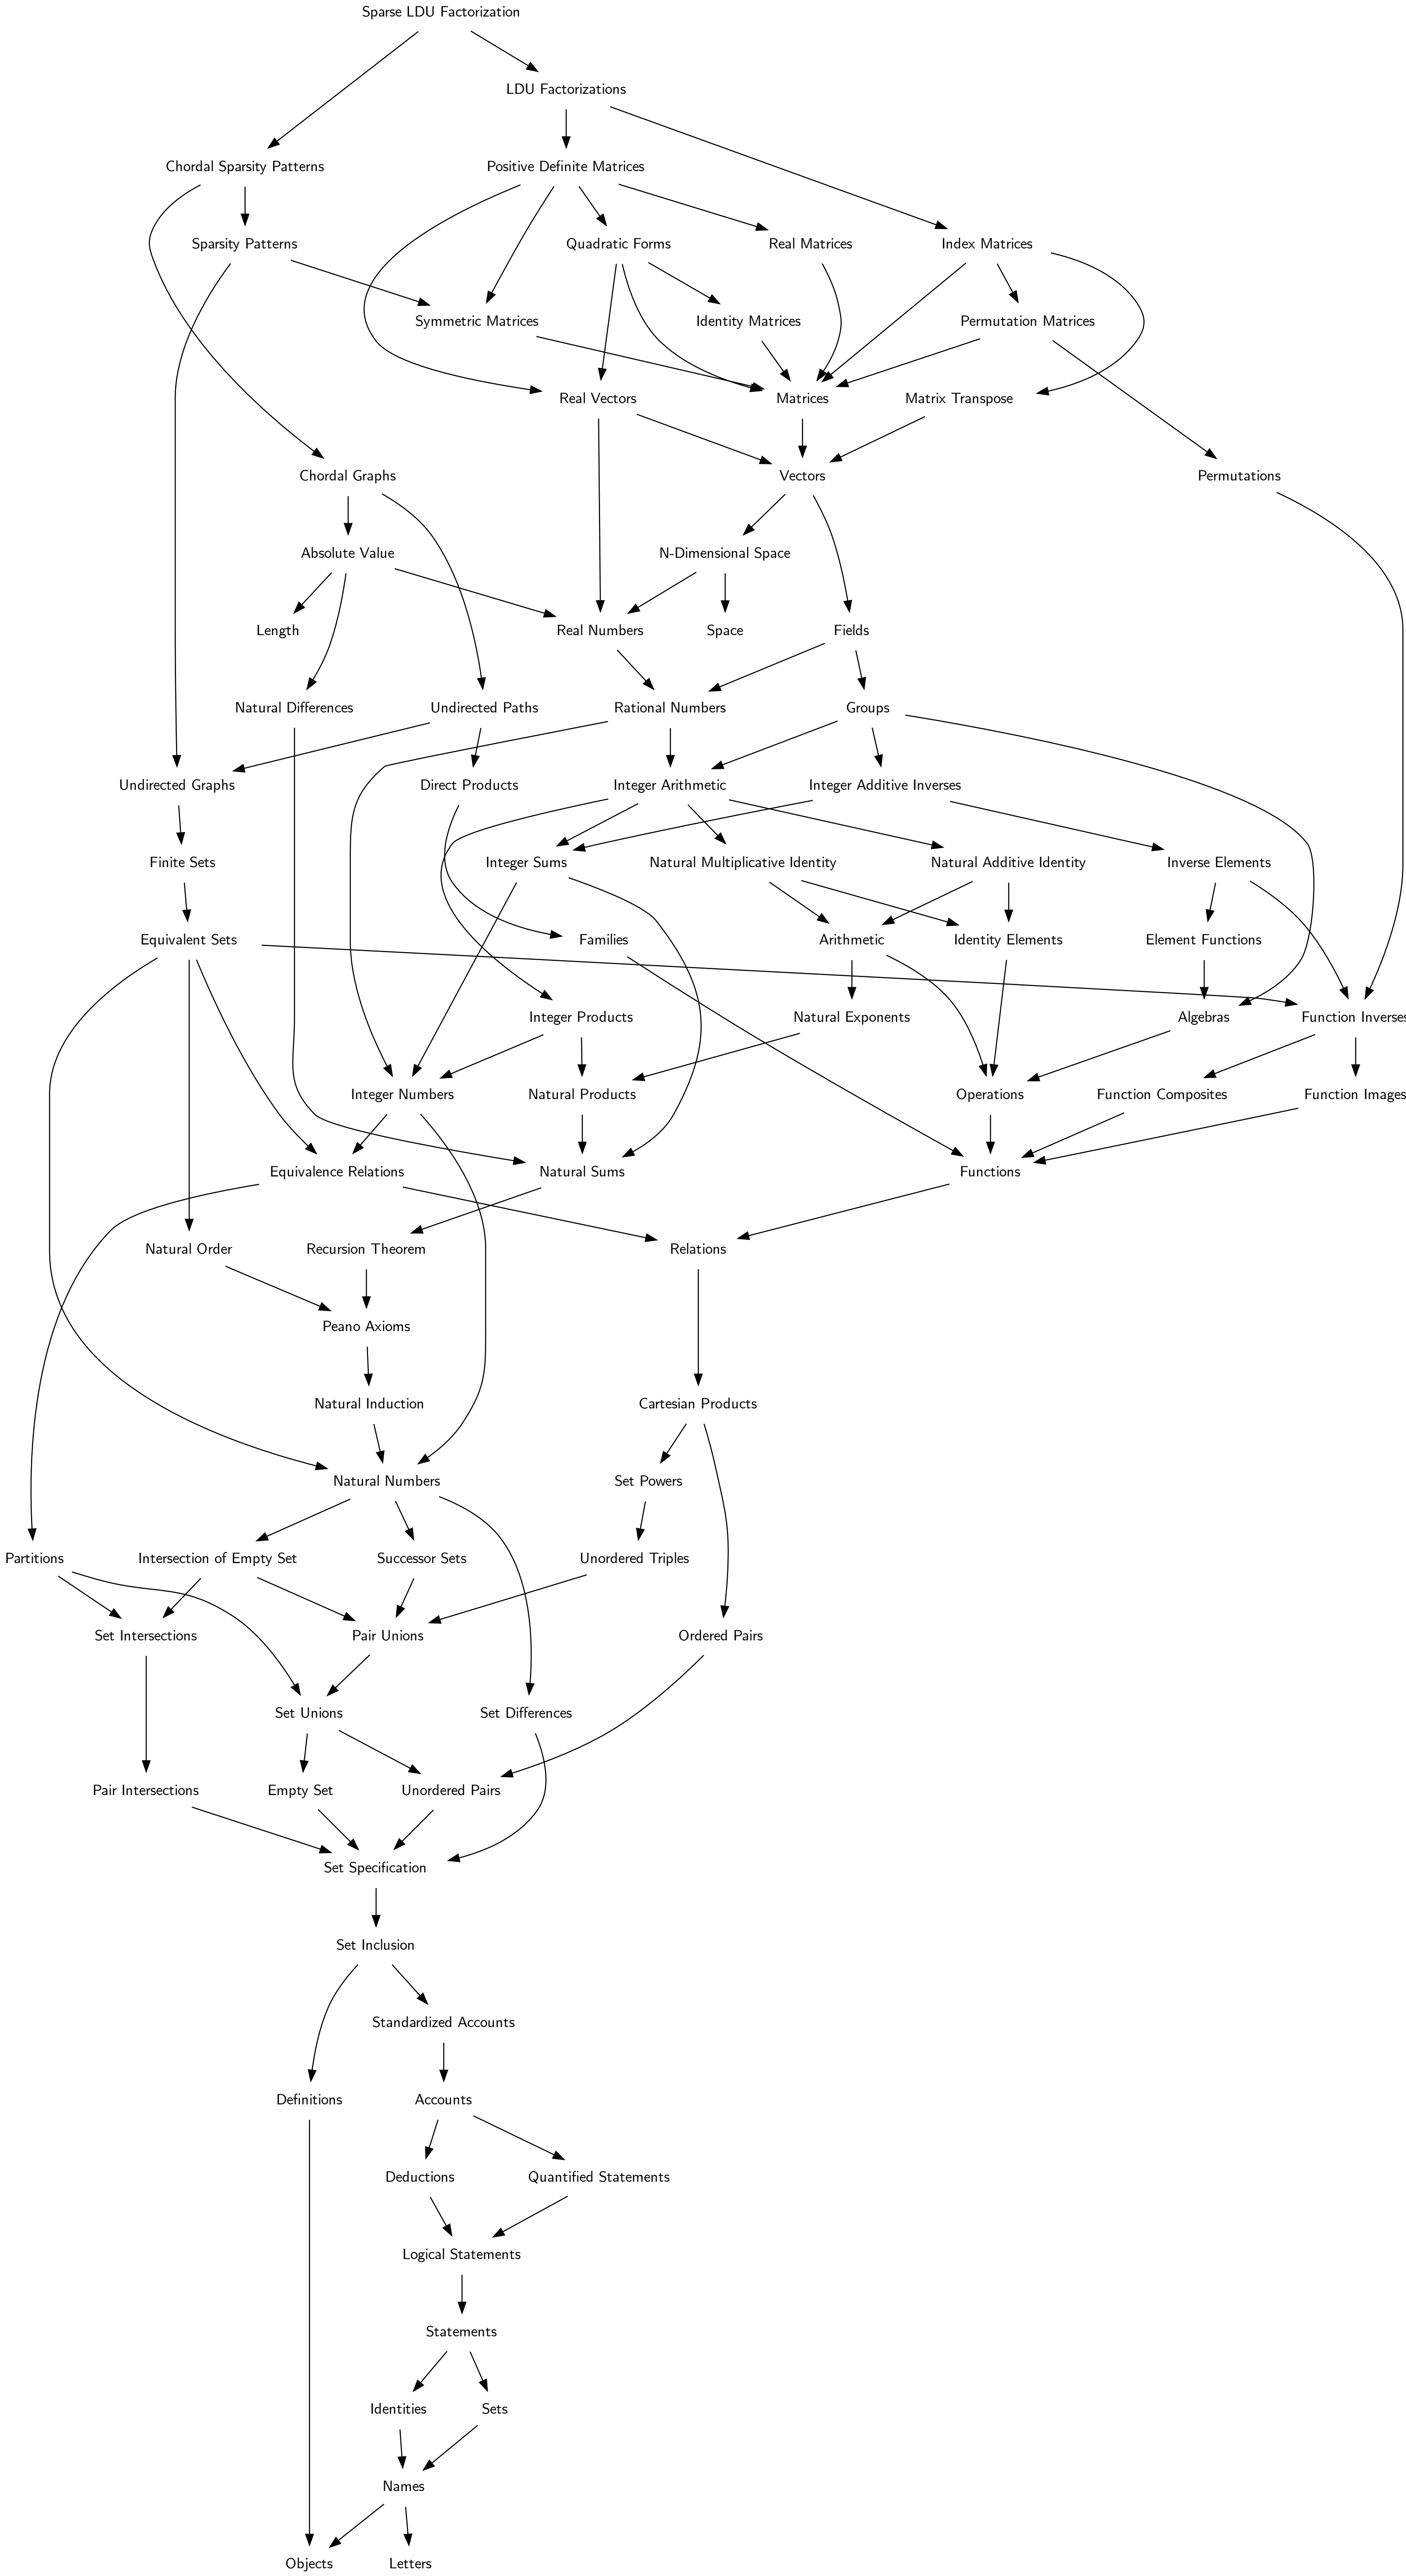 Sparse LDU Factorization
LDU Factorizations
Chordal Sparsity Patterns
Positive Definite Matrices
Sparsity Patterns
Quadratic Forms
Real Matrices
Index Matrices
Symmetric Matrices
Identity Matrices
Permutation Matrices
Real Vectors
Matrices
Matrix Transpose
Chordal Graphs
Vectors
Permutations
Absolute Value
N-Dimensional Space
Length
Real Numbers
Space
Fields
Natural Differences
Undirected Paths
Rational Numbers
Groups
Undirected Graphs
Direct Products
Integer Arithmetic
Integer Additive Inverses
Finite Sets
Integer Sums
Natural Multiplicative Identity
Natural Additive Identity
Inverse Elements
Equivalent Sets
Families
Arithmetic
Identity Elements
Element Functions
Integer Products
Natural Exponents
Algebras
Function Inverses
Integer Numbers
Natural Products
Operations
Function Composites
Function Images
Equivalence Relations
Natural Sums
Functions
Natural Order
Recursion Theorem
Relations
Peano Axioms
Natural Induction
Cartesian Products
Natural Numbers
Set Powers
Partitions
Intersection of Empty Set
Successor Sets
Unordered Triples
Set Intersections
Pair Unions
Ordered Pairs
Set Unions
Set Differences
Pair Intersections
Empty Set
Unordered Pairs
Set Specification
Set Inclusion
Standardized Accounts
Definitions
Accounts
Deductions
Quantified Statements
Logical Statements
Statements
Identities
Sets
Names
Objects
Letters